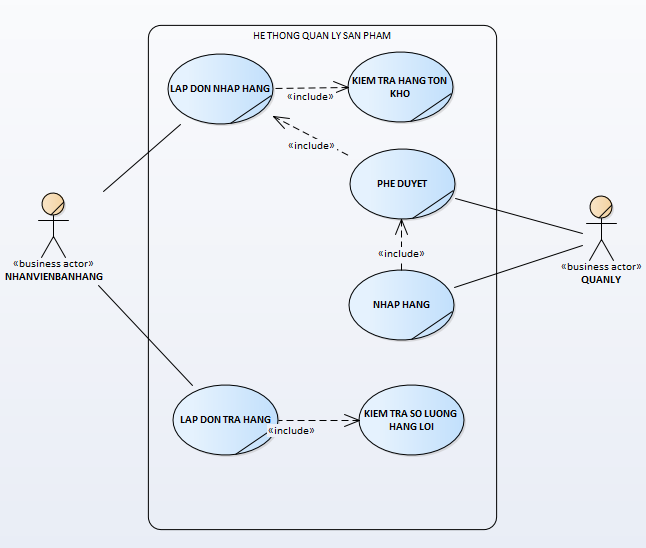 HE THONG QUAN LY SAN PHAM
LAP DON NHAP HANG
«include»
KIEM TRA HANG TON
KHO
«include»
PHE DUYET
«include»
NHAP HANG
«business actor»
NHANVIENBANHANG
«business actor»
QUANLY
LAP DON TRA HANG
«include»
KIEM TRA SO LUONG
HANG LOI